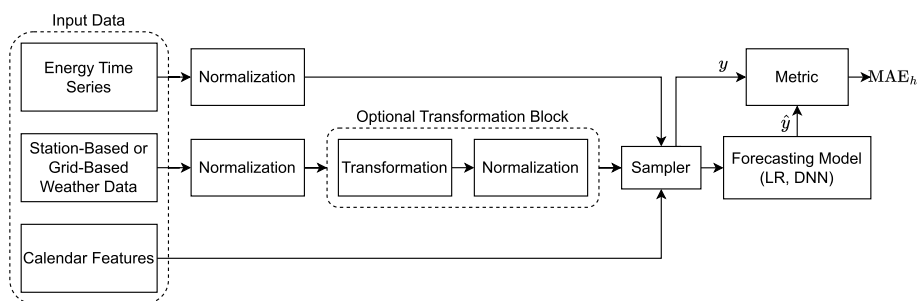 Input Data
Energy Time
Series
Normalization
y
Metric
MAE_h
Optional Transformation Block
ŷ
Station-Based or
Grid-Based
Weather Data
Normalization
Transformation
Normalization
Sampler
Forecasting Model
(LR, DNN)
Calendar Features